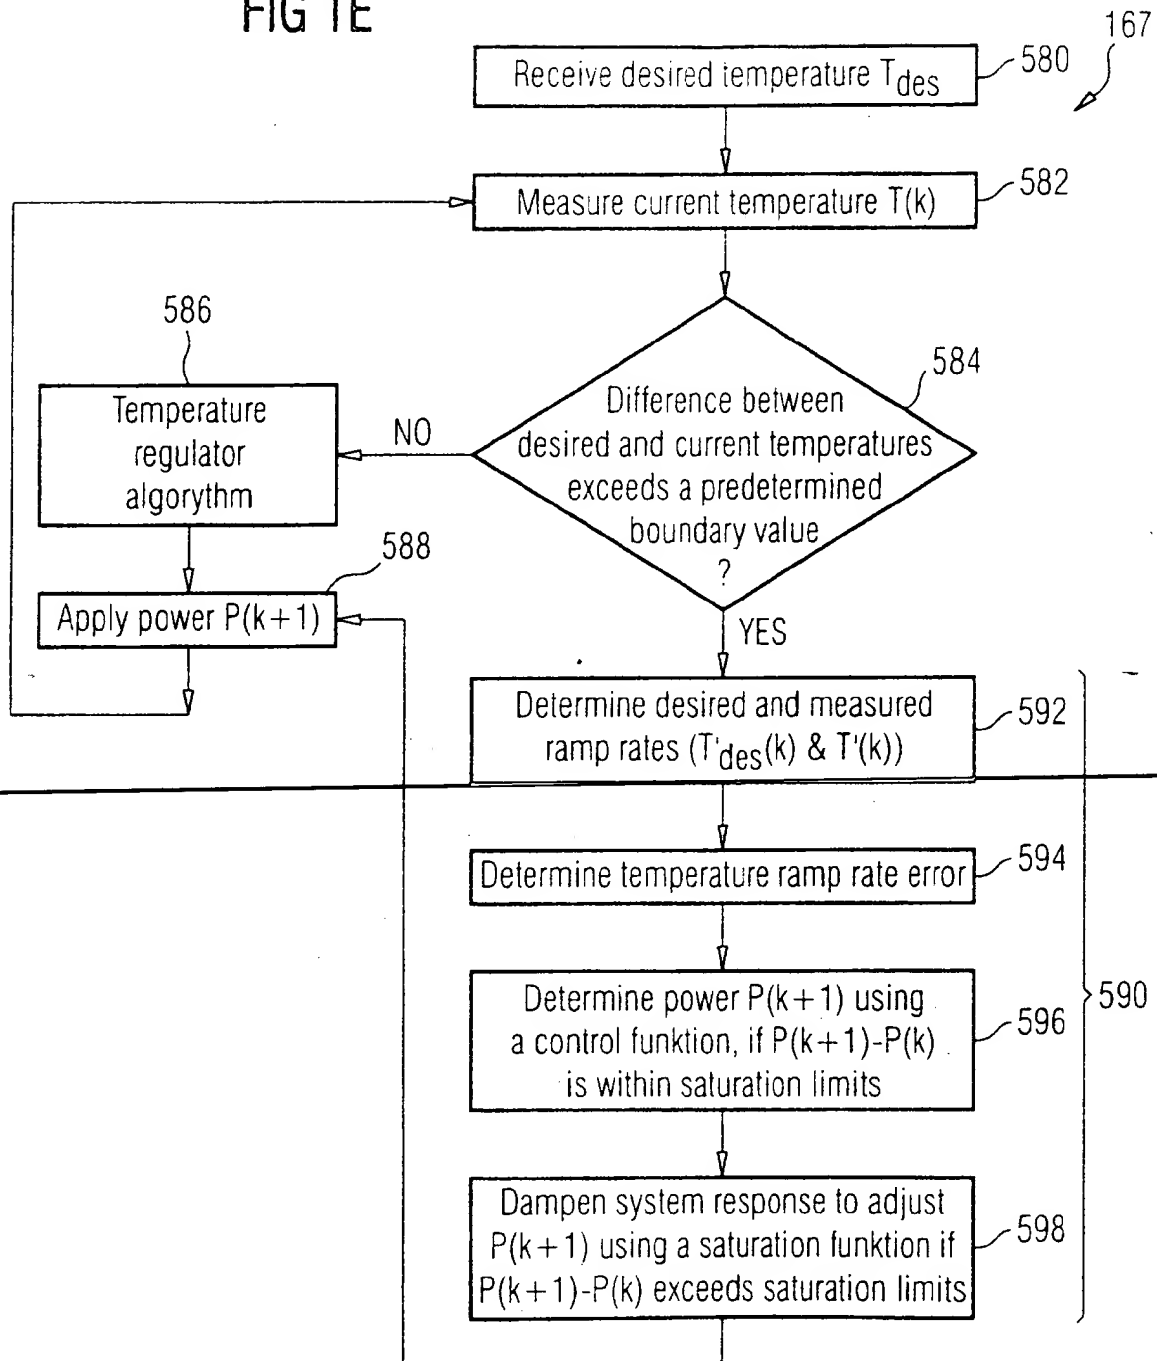 FIG 1E
167
Receive desired temperature Tdes
580
Measure current temperature T(k)
582
586
584
Temperature
regulator
algorythm
NO
Difference between
desired and current temperatures
exceeds a predetermined
boundary value
?
588
Apply power P(k+1)
YES
Determine desired and measured
ramp rates (T'des(k) & T'(k))
592
Determine temperature ramp rate error
594
590
Determine power P(k+1) using
a control funktion, if P(k+1)-P(k)
is within saturation limits
596
Dampen system response to adjust
P(k+1) using a saturation funktion if
P(k+1)-P(k) exceeds saturation limits
598